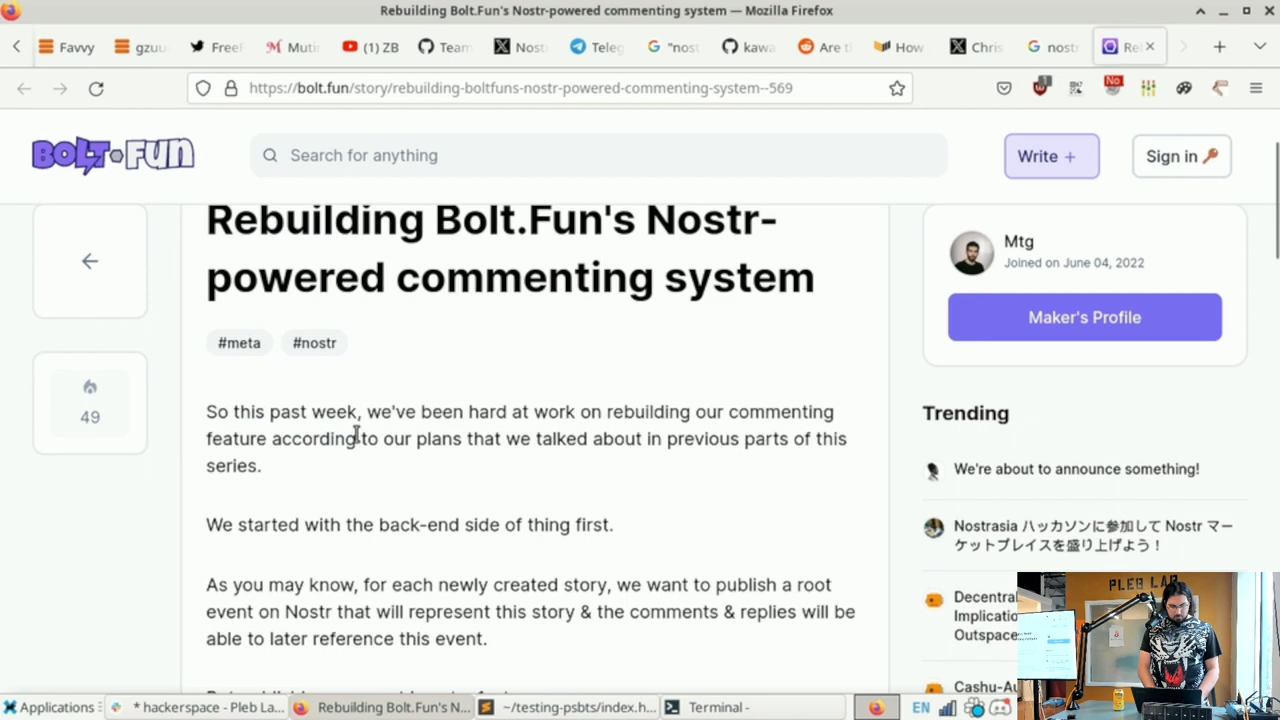 Rebuilding Bolt.Fun's Nostr-powered commenting system — Mozilla Firefox
Favvy
gzuu
FreeF
Mutin
(1) ZB
Team
Nost
Teleg
"nost
kawa
Are t
How
Chris
nostr
Re
https://bolt.fun/story/rebuilding-boltfuns-nostr-powered-commenting-system--569
1
No
BOLT FUN
Search for anything
Write +
Sign in
Rebuilding Bolt.Fun's Nostr-
powered commenting system
#meta #nostr
49
So this past week, we've been hard at work on rebuilding our commenting
feature according to our plans that we talked about in previous parts of this
series.
We started with the back-end side of thing first.
As you may know, for each newly created story, we want to publish a root
event on Nostr that will represent this story & the comments & replies will be
able to later reference this event.
Mtg
Joined on June 04, 2022
Maker's Profile
Trending
We're about to announce something!
Nostrasia ハッカソンに参加して Nostr マー
ケットプレイスを盛り上げよう！
Decentral
Implicatio
Outspace
Cashu-Au
PLEB LAB
Applications
* hackerspace - Pleb La...
Rebuilding Bolt.Fun's N...
~/testing-psbts/index.h...
Terminal -
EN